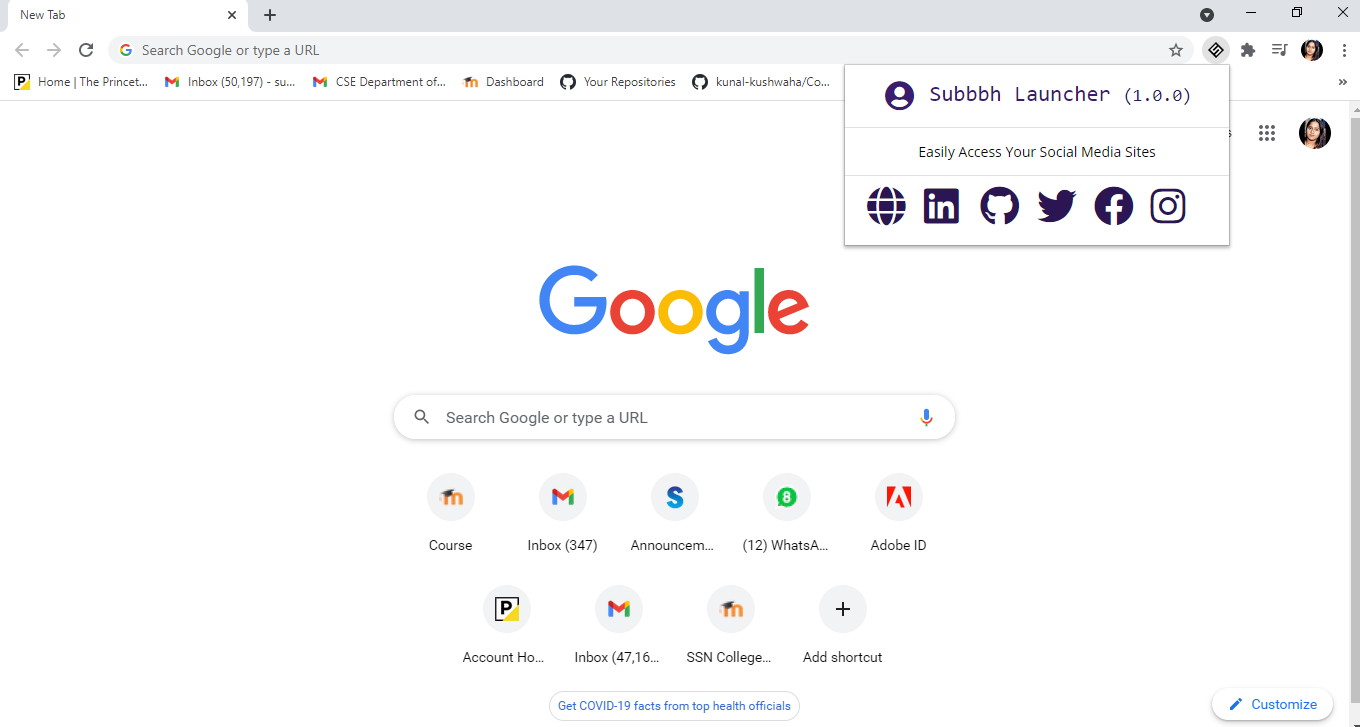 New Tab
Search Google or type a URL
Home | The Princet...
Inbox (50,197) - su...
CSE Department of...
Dashboard
Your Repositories
kunal-kushwaha/Co...
»
Subbbh Launcher (1.0.0)
Easily Access Your Social Media Sites
Google
Search Google or type a URL
Course
Inbox (347)
Announcem...
(12) WhatsA...
Adobe ID
Account Ho...
Inbox (47,16...
SSN College...
Add shortcut
Get COVID-19 facts from top health officials
Customize